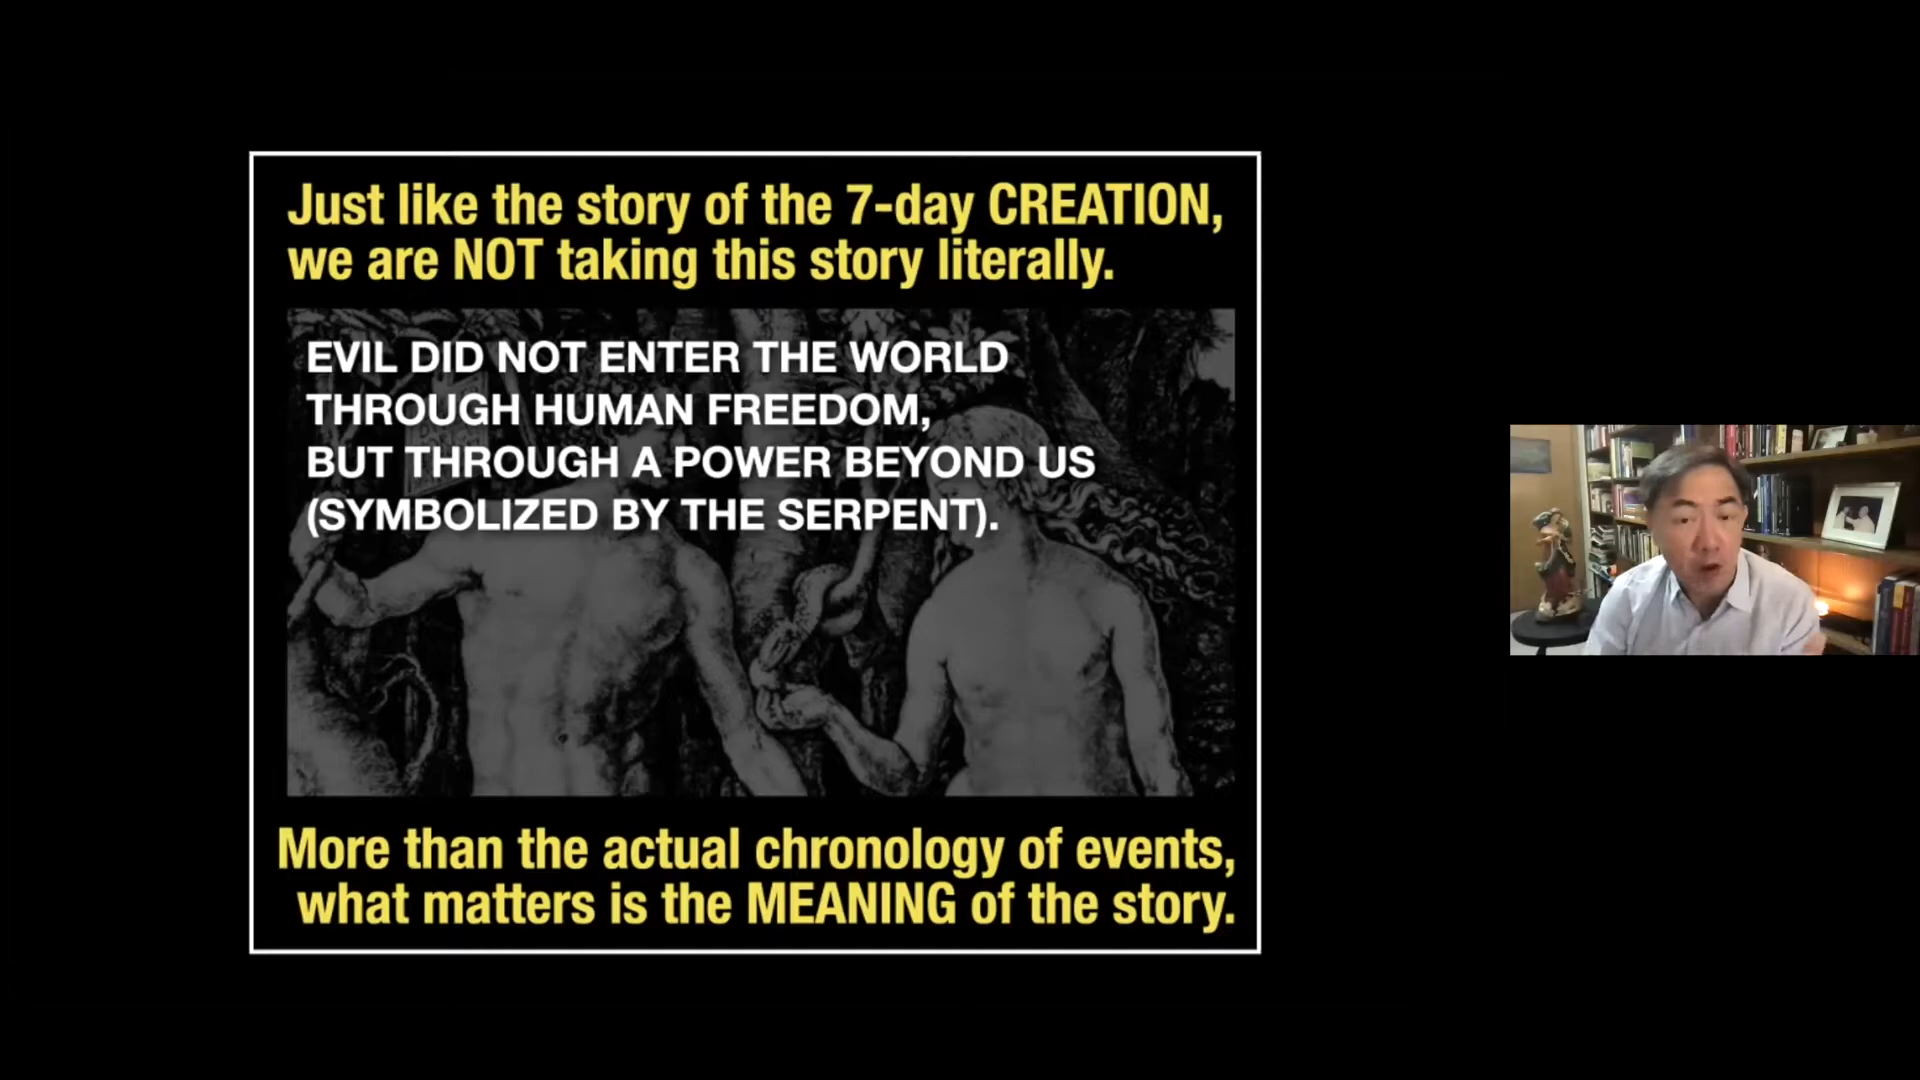 Just like the story of the 7-day CREATION,
we are NOT taking this story literally.
EVIL DID NOT ENTER THE WORLD
THROUGH HUMAN FREEDOM,
BUT THROUGH A POWER BEYOND US
(SYMBOLIZED BY THE SERPENT).
More than the actual chronology of events,
what matters is the MEANING of the story.